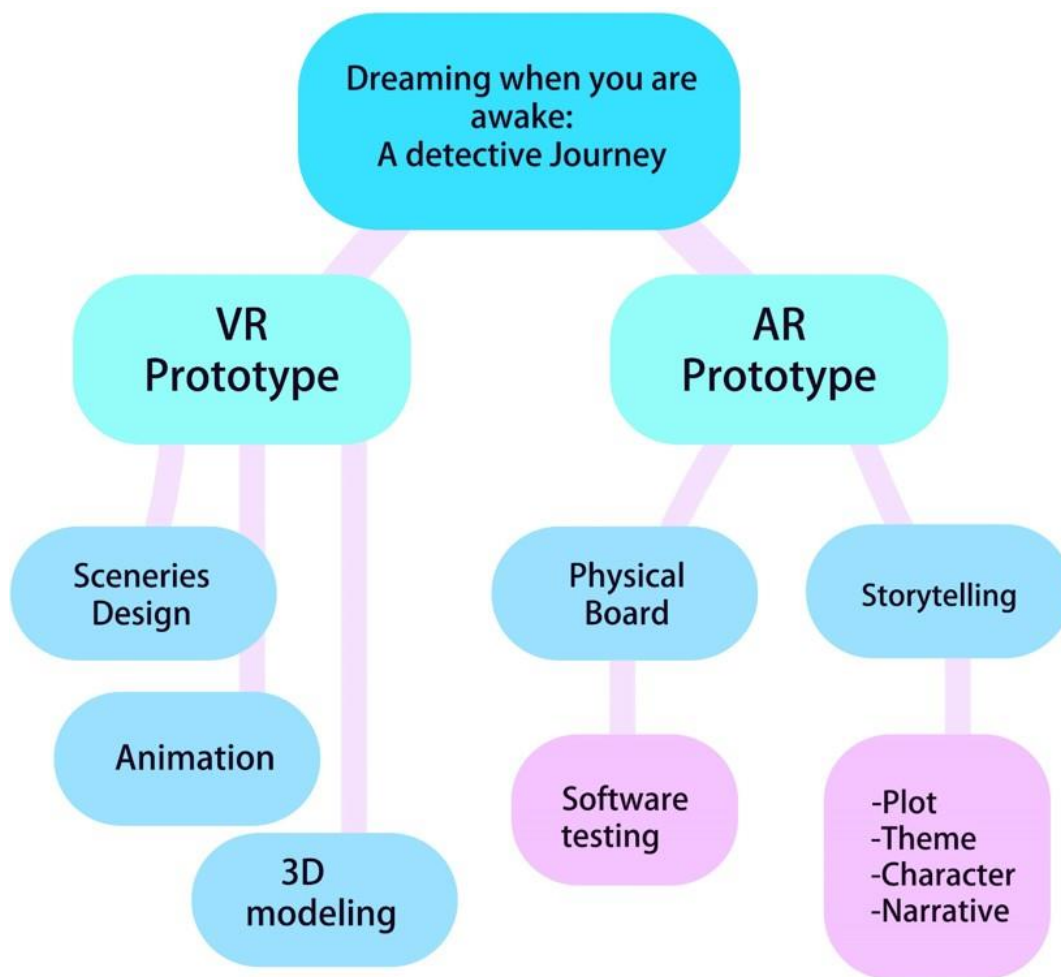 Dreaming when you are
awake:
A detective Journey
VR
Prototype
AR
Prototype
Sceneries
Design
Physical
Board
Storytelling
Animation
Software
testing
-Plot
-Theme
-Character
-Narrative
3D
modeling